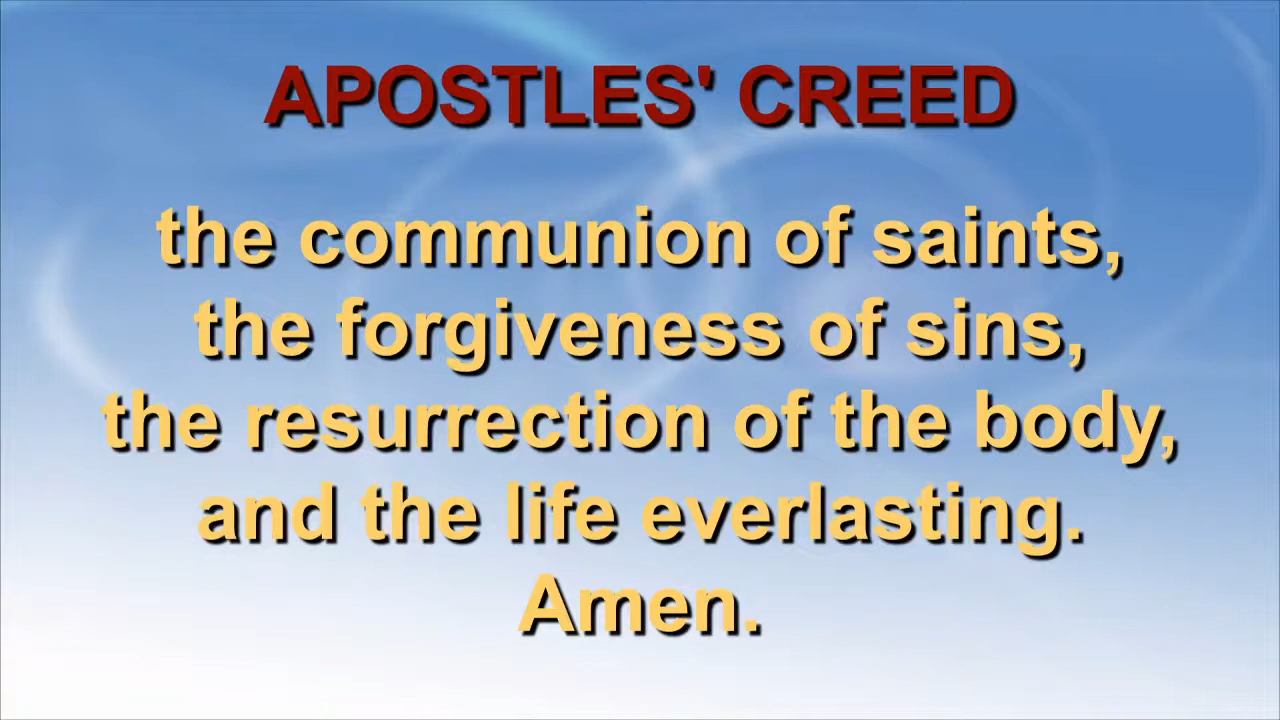 APOSTLES' CREED
the communion of saints,
the forgiveness of sins,
the resurrection of the body,
and the life everlasting.
Amen.